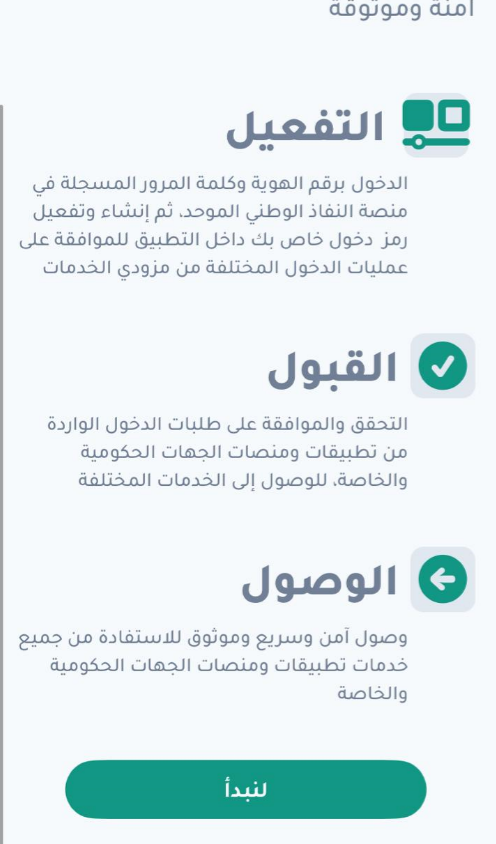 آمنة وموثوقة
التفعيل
الدخول برقم الهوية وكلمة المرور المسجلة في
منصة النفاذ الوطني الموحد، ثم إنشاء وتفعيل
رمز دخول خاص بك داخل التطبيق للموافقة على
عمليات الدخول المختلفة من مزودي الخدمات
القبول
التحقق والموافقة على طلبات الدخول الواردة
من تطبيقات ومنصات الجهات الحكومية
والخاصة، للوصول إلى الخدمات المختلفة
الوصول
وصول آمن وسريع وموثوق للاستفادة من جميع
خدمات تطبيقات ومنصات الجهات الحكومية
والخاصة
لنبدأ